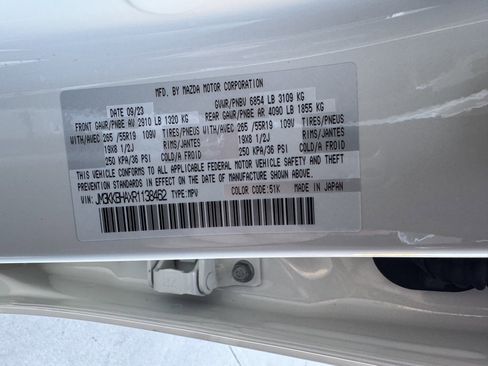 MFD. BY MAZDA MOTOR CORPORATION
DATE 09/23 GVWR/PNBV 6854 LB 3109 KG
FRONT GAWR/PNBE AV 2910 LB 1320 KG REAR GAWR/PNBE AR 4090 LB 1855 KG
WITH/AVEC 265 /55R19 109V TIRES/PNEUS WITH/AVEC 265 /55R19 109V TIRES/PNEUS
19X8 1/2J RIMS/JANTES 19X8 1/2J RIMS/JANTES
250 KPA/36 PSI COLD/A FROID 250 KPA/36 PSI COLD/A FROID
THIS VEHICLE CONFORMS TO ALL APPLICABLE FEDERAL MOTOR VEHICLE SAFETY AND THEFT
PREVENTION STANDARDS IN EFFECT ON THE DATE OF MANUFACTURE SHOWN ABOVE.
VIN: JM3KKBHAXR1138462 TYPE:MPV COLOR CODE:51K MADE IN JAPAN